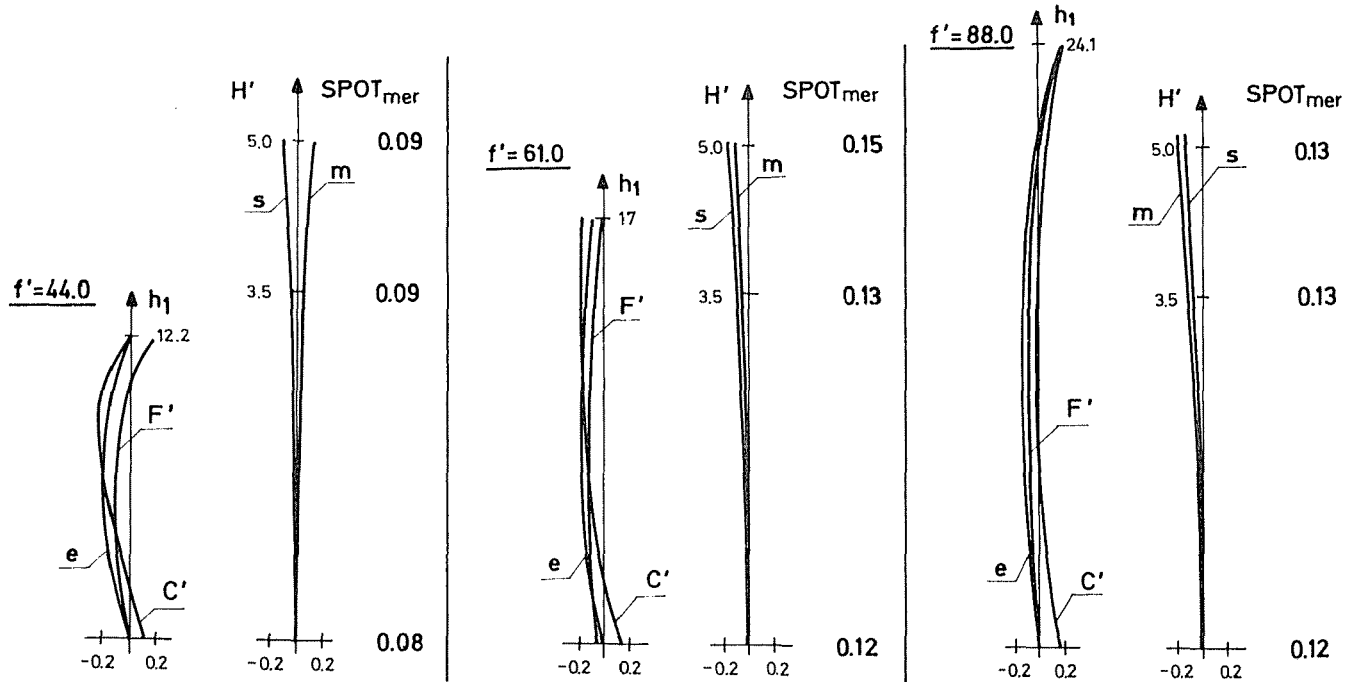 f'=44.0
h₁
12.2
F'
e
C'
-0.2 0.2
H' SPOTmer
5.0 0.09
s m
3.5 0.09
-0.2 0.2 0.08
f'=61.0
h₁
17
F'
e
C'
-0.2 0.2
H' SPOTmer
5.0 0.15
m
s
3.5 0.13
-0.2 0.2 0.12
f'=88.0
h₁
24.1
F'
e
C'
-0.2 0.2
H' SPOTmer
5.0 0.13
s
m
3.5 0.13
-0.2 0.2 0.12